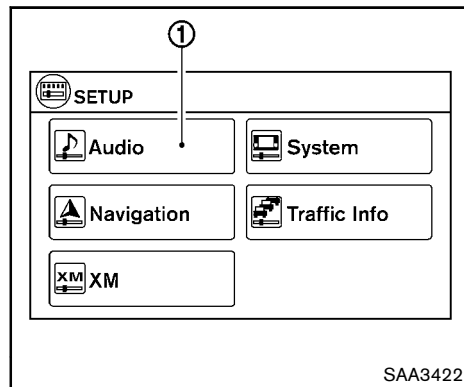 ①
SETUP
Audio
System
Navigation
Traffic Info
XM XM
SAA3422